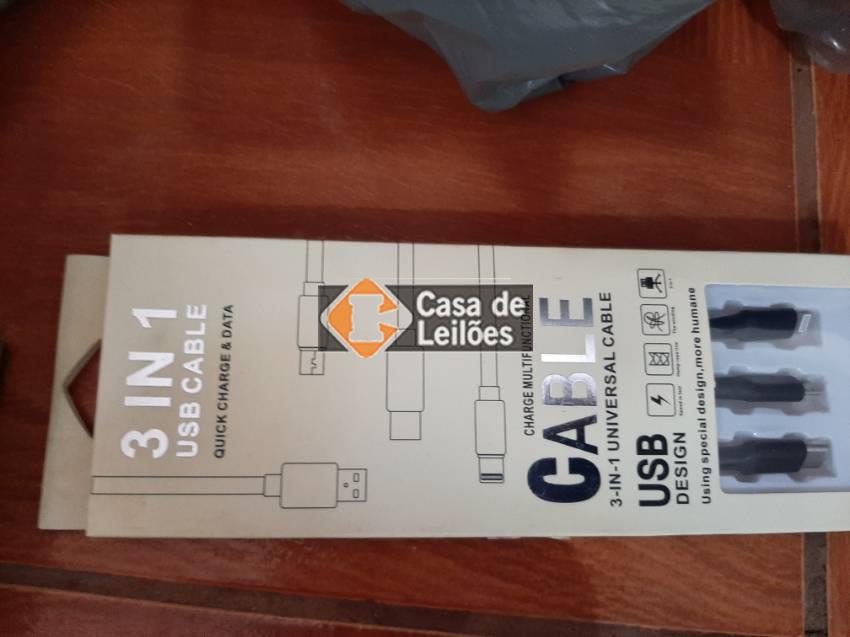 3 IN 1
USB CABLE
QUICK CHARGE & DATA
Casa de
Leilões
CHARGE MULTIFUNCTIONAL
CABLE
3-IN-1 UNIVERSAL CABLE
USB
DESIGN
Using special design,more humane